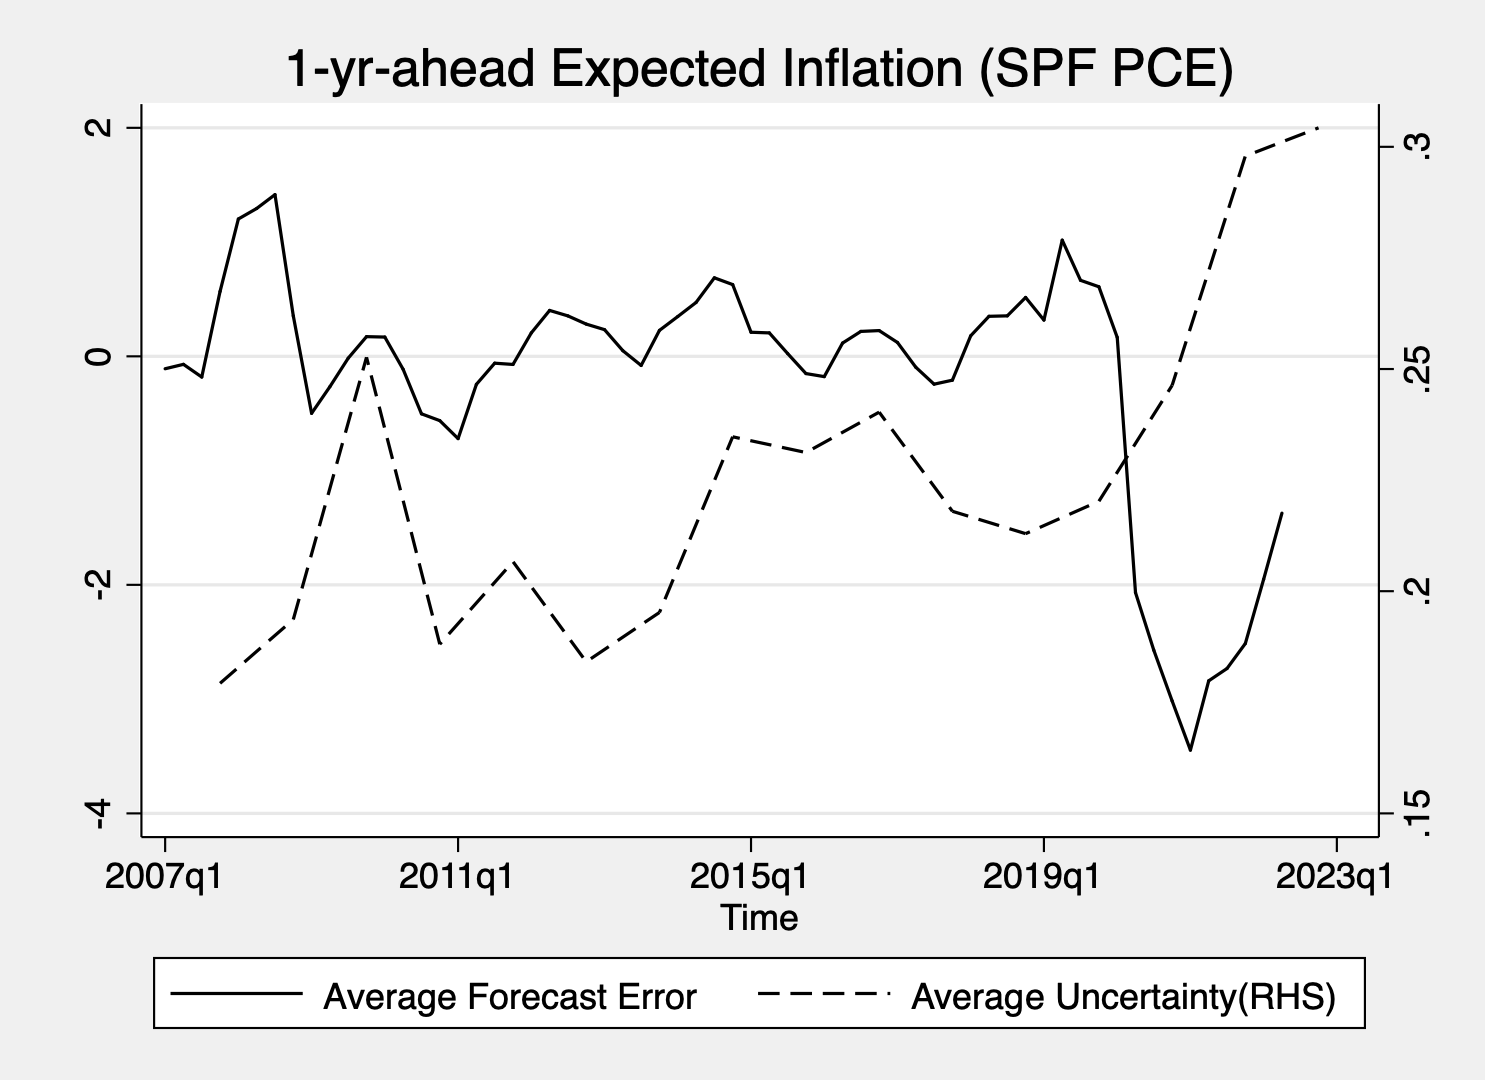 1-yr-ahead Expected Inflation (SPF PCE)
2
0
-2
-4
.3
.25
.2
.15
2007q1 2011q1 2015q1 2019q1 2023q1
Time
Average Forecast Error Average Uncertainty(RHS)